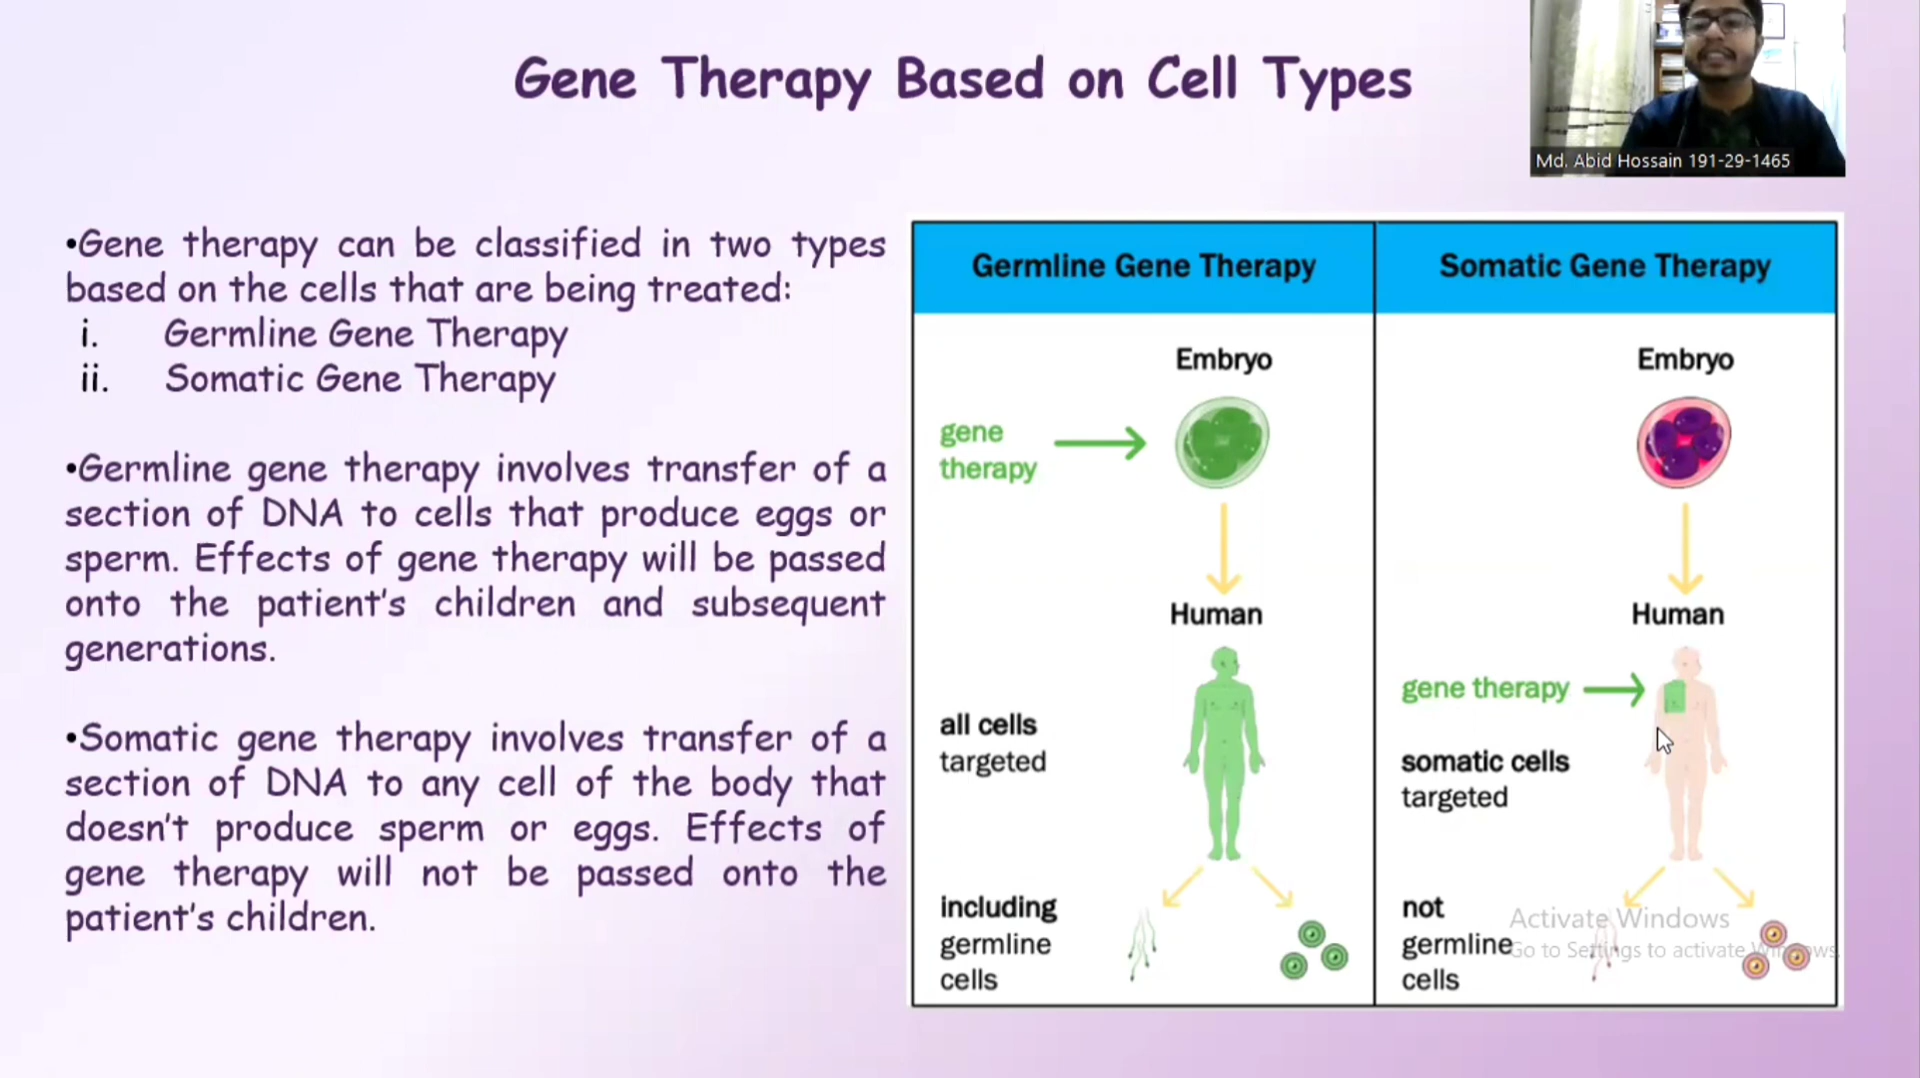 Gene Therapy Based on Cell Types
Md. Abid Hossain 191-29-1465
•Gene therapy can be classified in two types
based on the cells that are being treated:
i. Germline Gene Therapy
ii. Somatic Gene Therapy
•Germline gene therapy involves transfer of a
section of DNA to cells that produce eggs or
sperm. Effects of gene therapy will be passed
onto the patient's children and subsequent
generations.
•Somatic gene therapy involves transfer of a
section of DNA to any cell of the body that
doesn't produce sperm or eggs. Effects of
gene therapy will not be passed onto the
patient's children.
Germline Gene Therapy
Embryo
gene
therapy
Human
all cells
targeted
including
germline
cells
Somatic Gene Therapy
Embryo
Human
gene therapy
somatic cells
targeted
not
germline
cells
Activate Windows
Go to Settings to activate Windows.